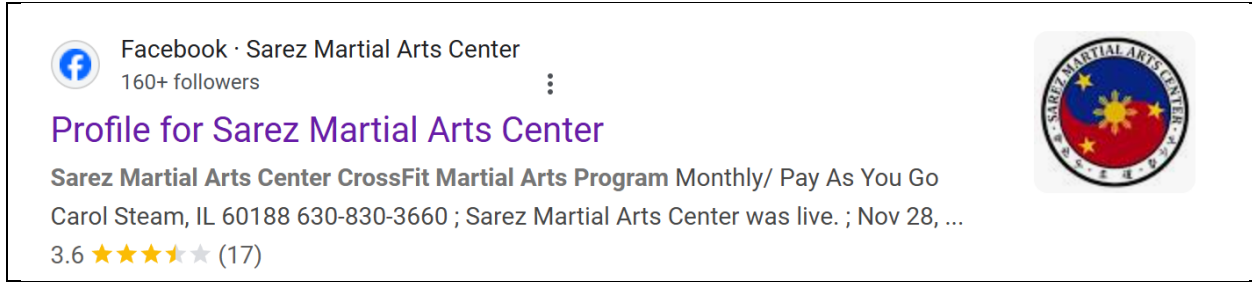 Facebook · Sarez Martial Arts Center
160+ followers
Profile for Sarez Martial Arts Center
Sarez Martial Arts Center CrossFit Martial Arts Program Monthly/ Pay As You Go
Carol Steam, IL 60188 630-830-3660 ; Sarez Martial Arts Center was live. ; Nov 28, ...
3.6 (17)
SAREZ MARTIAL ARTS CENTER